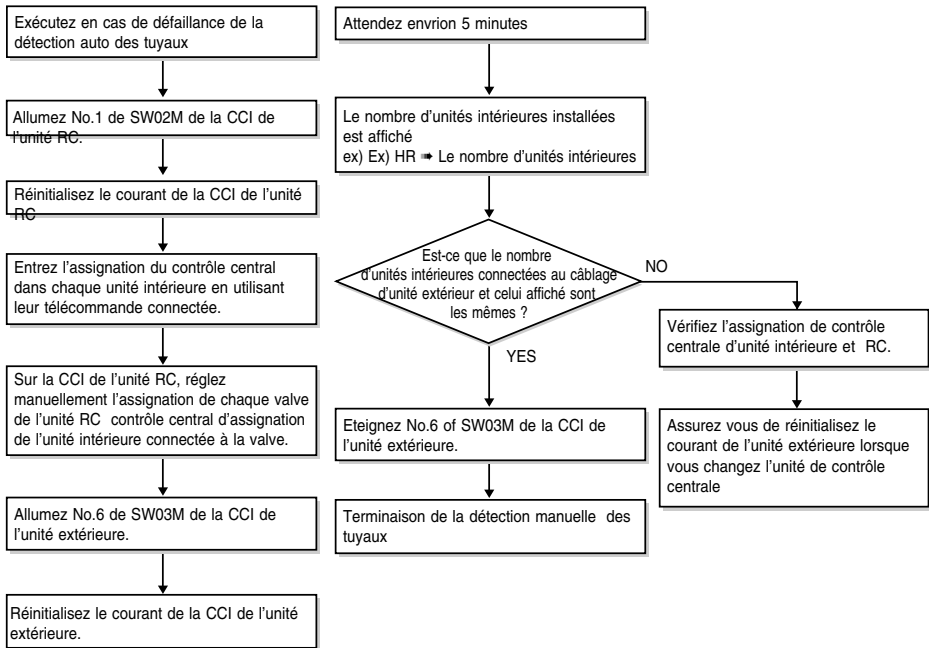 Exécutez en cas de défaillance de la
détection auto des tuyaux
Allumez No.1 de SW02M de la CCI de
l'unité RC.
Réinitialisez le courant de la CCI de l'unité
RC
Entrez l'assignation du contrôle central
dans chaque unité intérieure en utilisant
leur télécommande connectée.
Sur la CCI de l'unité RC, réglez
manuellement l'assignation de chaque valve
de l'unité RC  contrôle central d'assignation
de l'unité intérieure connectée à la valve.
Allumez No.6 de SW03M de la CCI de
l'unité extérieure.
Réinitialisez le courant de la CCI de l'unité
extérieure.
Attendez envrion 5 minutes
Le nombre d'unités intérieures installées
est affiché
ex) Ex) HR ➠ Le nombre d'unités intérieures
Est-ce que le nombre
d'unités intérieures connectées au câblage
d'unité extérieur et celui affiché sont
les mêmes ?
YES
Eteignez No.6 of SW03M de la CCI de
l'unité extérieure.
Terminaison de la détection manuelle  des
tuyaux
NO
Vérifiez l'assignation de contrôle
centrale d'unité intérieure et  RC.
Assurez vous de réinitialisez le
courant de l'unité extérieure lorsque
vous changez l'unité de contrôle
centrale